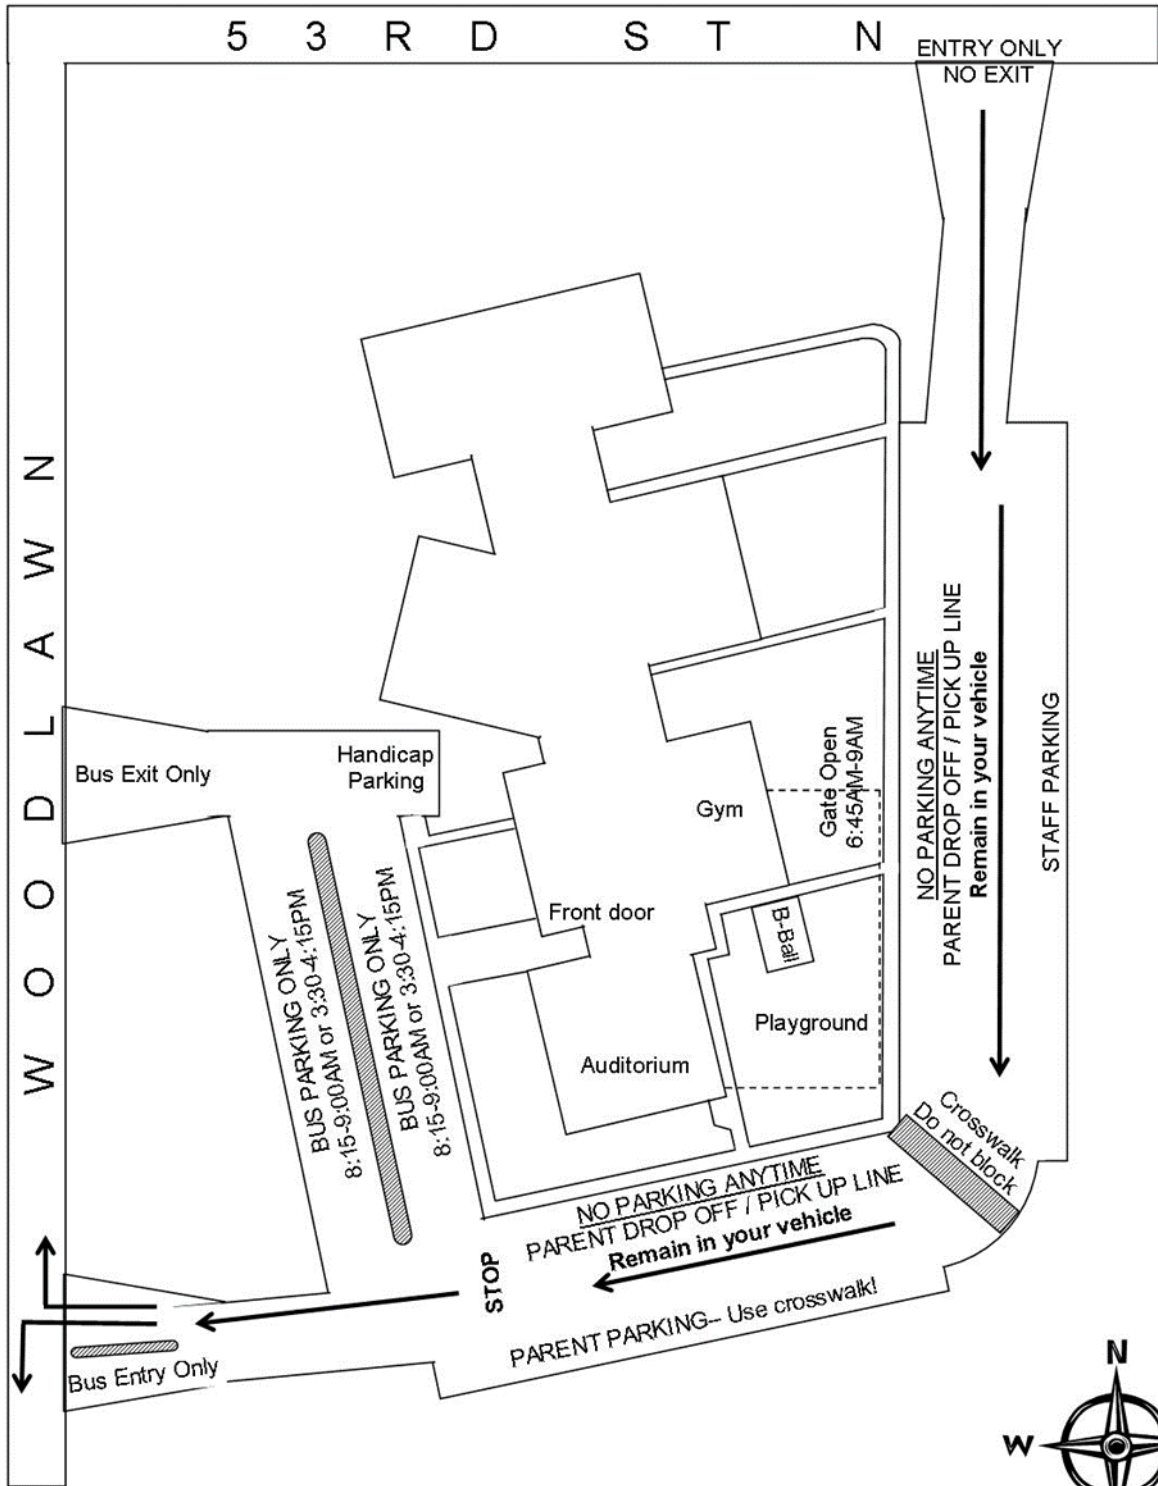 53RD ST N
ENTRY ONLY
NO EXIT
WOODLAWN
Bus Exit Only
Handicap
Parking
Gym
Gate Open
6:45AM-9AM
NO PARKING ANYTIME
PARENT DROP OFF / PICK UP LINE
Remain in your vehicle
STAFF PARKING
BUS PARKING ONLY
8:15-9:00AM or 3:30-4:15PM
BUS PARKING ONLY
8:15-9:00AM or 3:30-4:15PM
Front door
B-Ball
Playground
Auditorium
Crosswalk
Do not block
NO PARKING ANYTIME
PARENT DROP OFF / PICK UP LINE
Remain in your vehicle
STOP
PARENT PARKING-- Use crosswalk!
Bus Entry Only
N
W